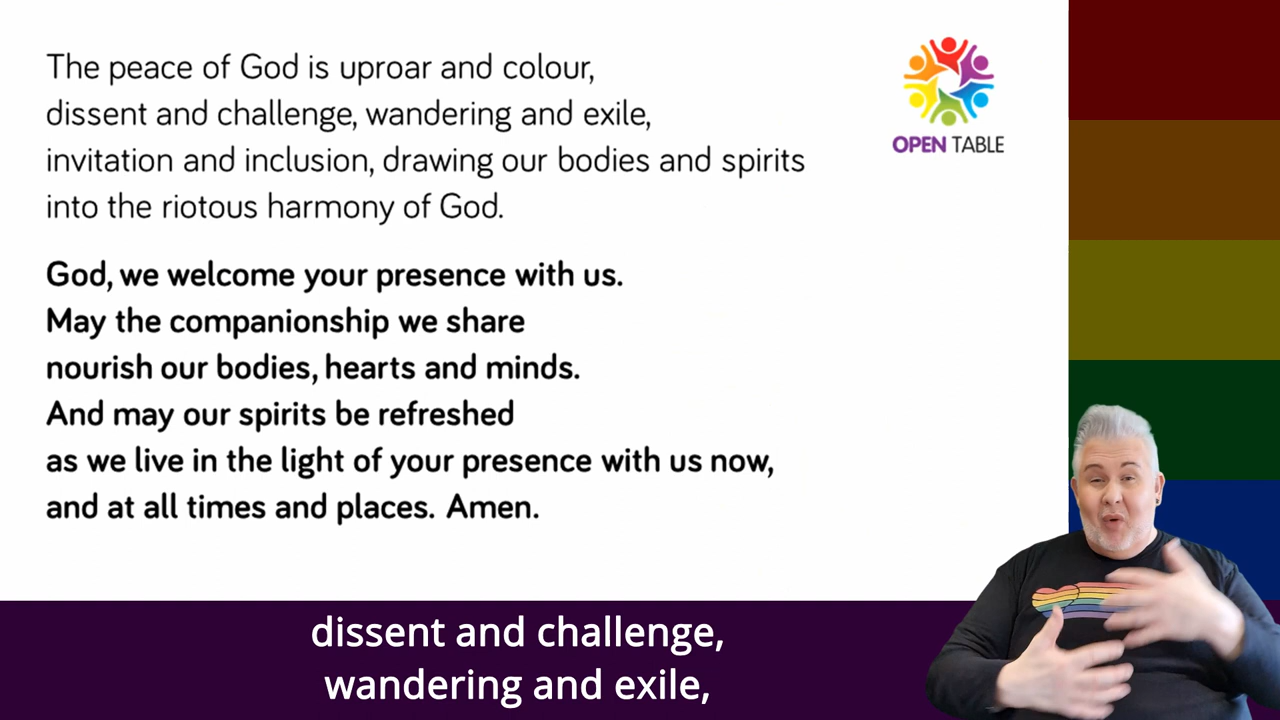 The peace of God is uproar and colour,
dissent and challenge, wandering and exile,
invitation and inclusion, drawing our bodies and spirits
into the riotous harmony of God.
OPEN TABLE
God, we welcome your presence with us.
May the companionship we share
nourish our bodies, hearts and minds.
And may our spirits be refreshed
as we live in the light of your presence with us now,
and at all times and places. Amen.
dissent and challenge,
wandering and exile,